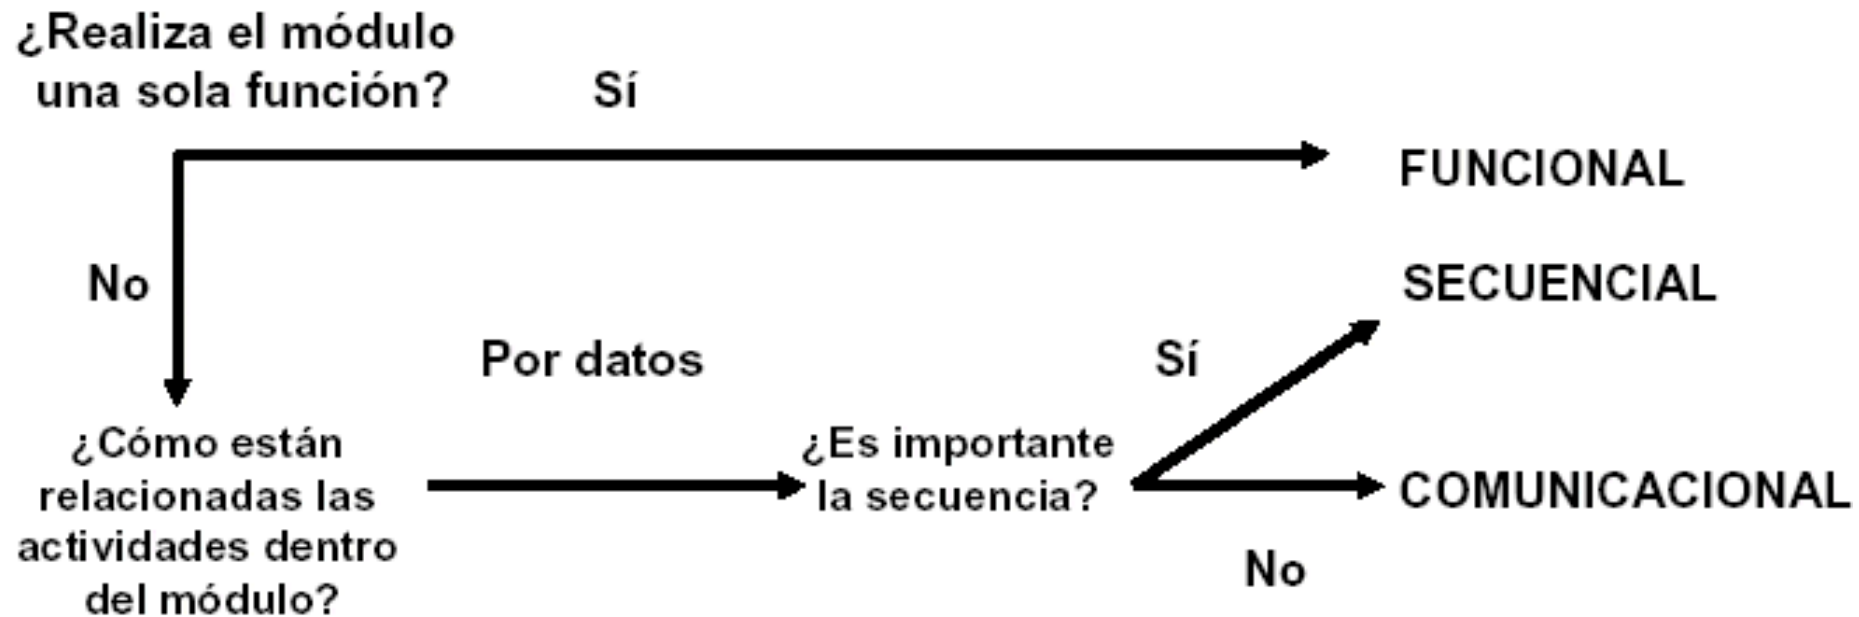 ¿Realiza el módulo
una sola función?
Sí
FUNCIONAL
No
SECUENCIAL
Por datos
Sí
¿Cómo están
relacionadas las
actividades dentro
del módulo?
¿Es importante
la secuencia?
COMUNICACIONAL
No